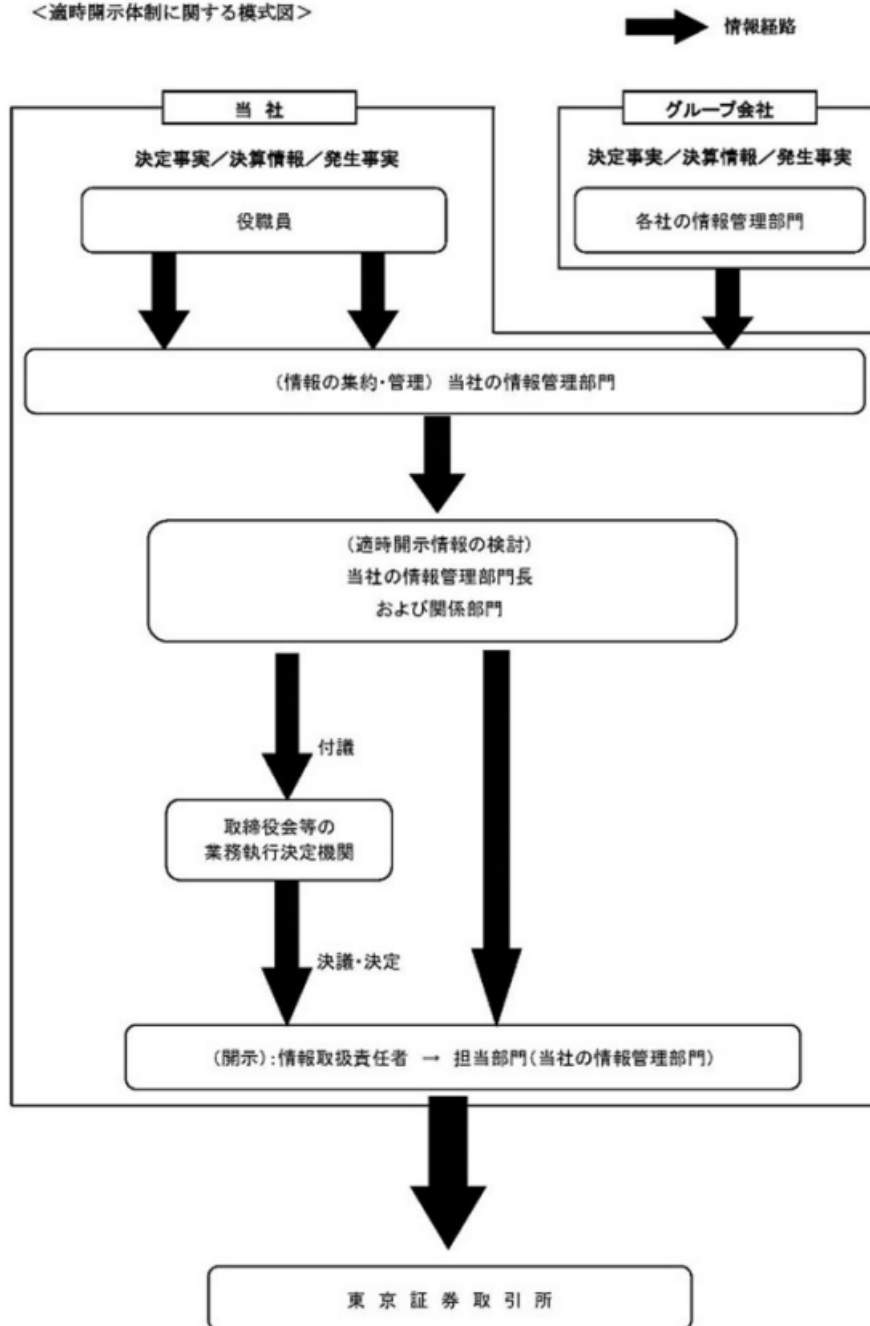 <適時開示体制に関する模式図>
情報経路
当 社
グループ会社
決定事実/決算情報/発生事実
決定事実/決算情報/発生事実
役職員
各社の情報管理部門
(情報の集約・管理) 当社の情報管理部門
(適時開示情報の検討)
当社の情報管理部門長
および関係部門
付議
取締役会等の
業務執行決定機関
決議・決定
(開示):情報取扱責任者 → 担当部門(当社の情報管理部門)
東 京 証 券 取 引 所